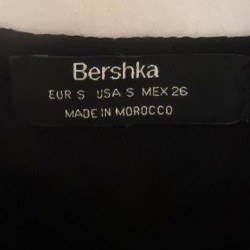 Bershka
EUR S USA S MEX 26
MADE IN MOROCCO